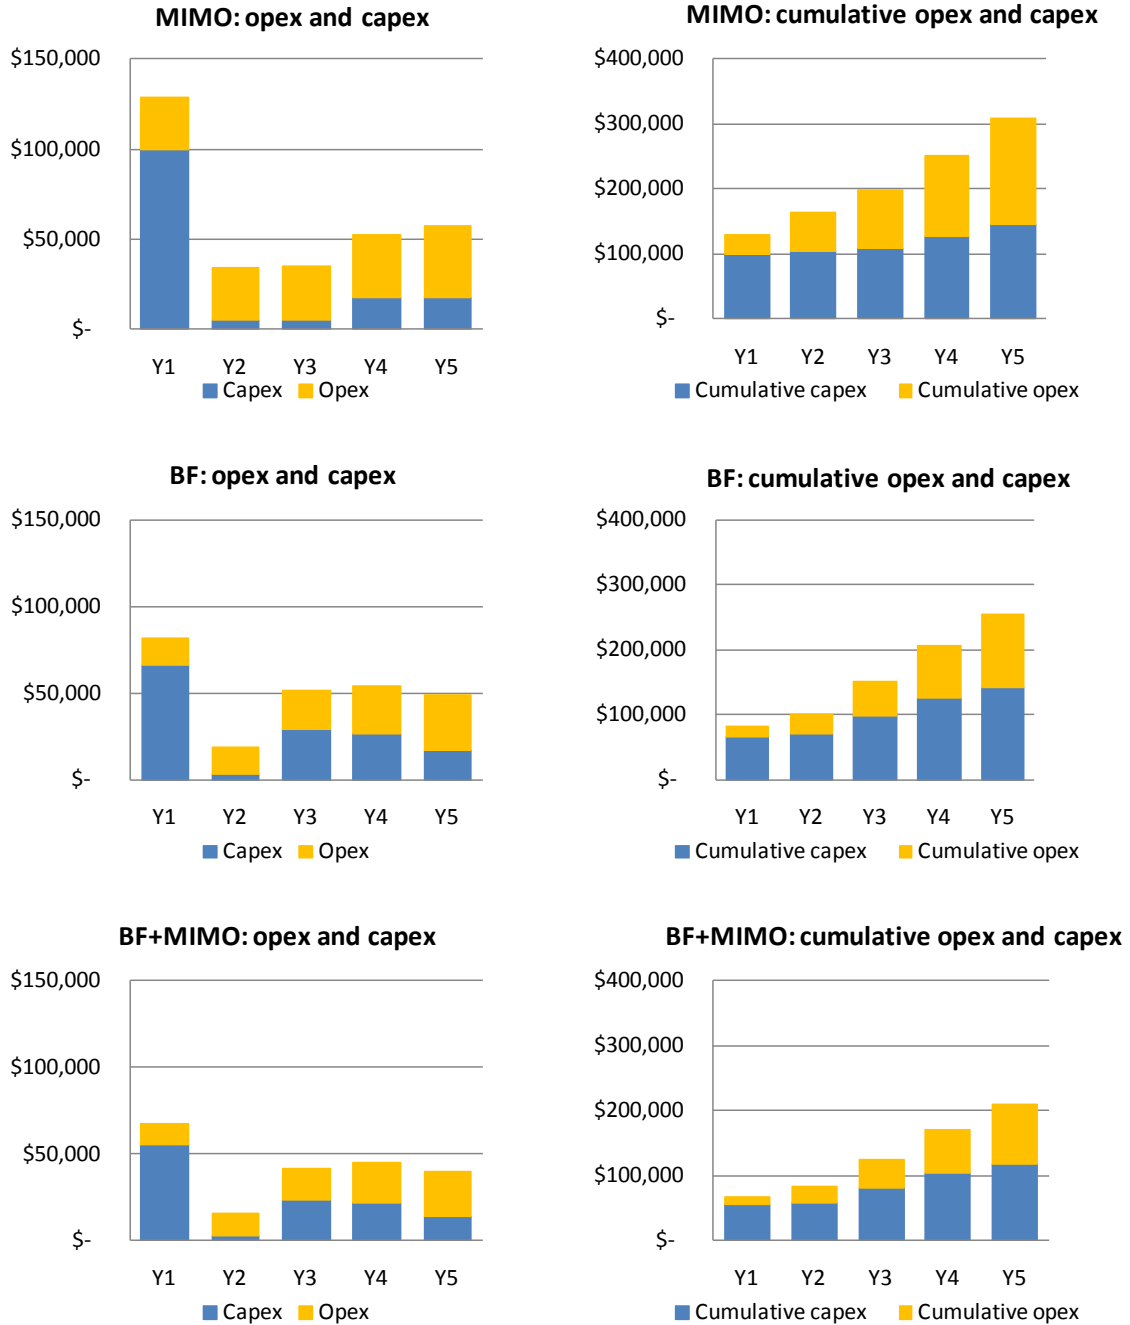 MIMO: opex and capex
$150,000
$100,000
$50,000
$-
Y1 Y2 Y3 Y4 Y5
Capex Opex
MIMO: cumulative opex and capex
$400,000
$300,000
$200,000
$100,000
$-
Y1 Y2 Y3 Y4 Y5
Cumulative capex Cumulative opex
BF: opex and capex
$150,000
$100,000
$50,000
$-
Y1 Y2 Y3 Y4 Y5
Capex Opex
BF: cumulative opex and capex
$400,000
$300,000
$200,000
$100,000
$-
Y1 Y2 Y3 Y4 Y5
Cumulative capex Cumulative opex
BF+MIMO: opex and capex
$150,000
$100,000
$50,000
$-
Y1 Y2 Y3 Y4 Y5
Capex Opex
BF+MIMO: cumulative opex and capex
$400,000
$300,000
$200,000
$100,000
$-
Y1 Y2 Y3 Y4 Y5
Cumulative capex Cumulative opex